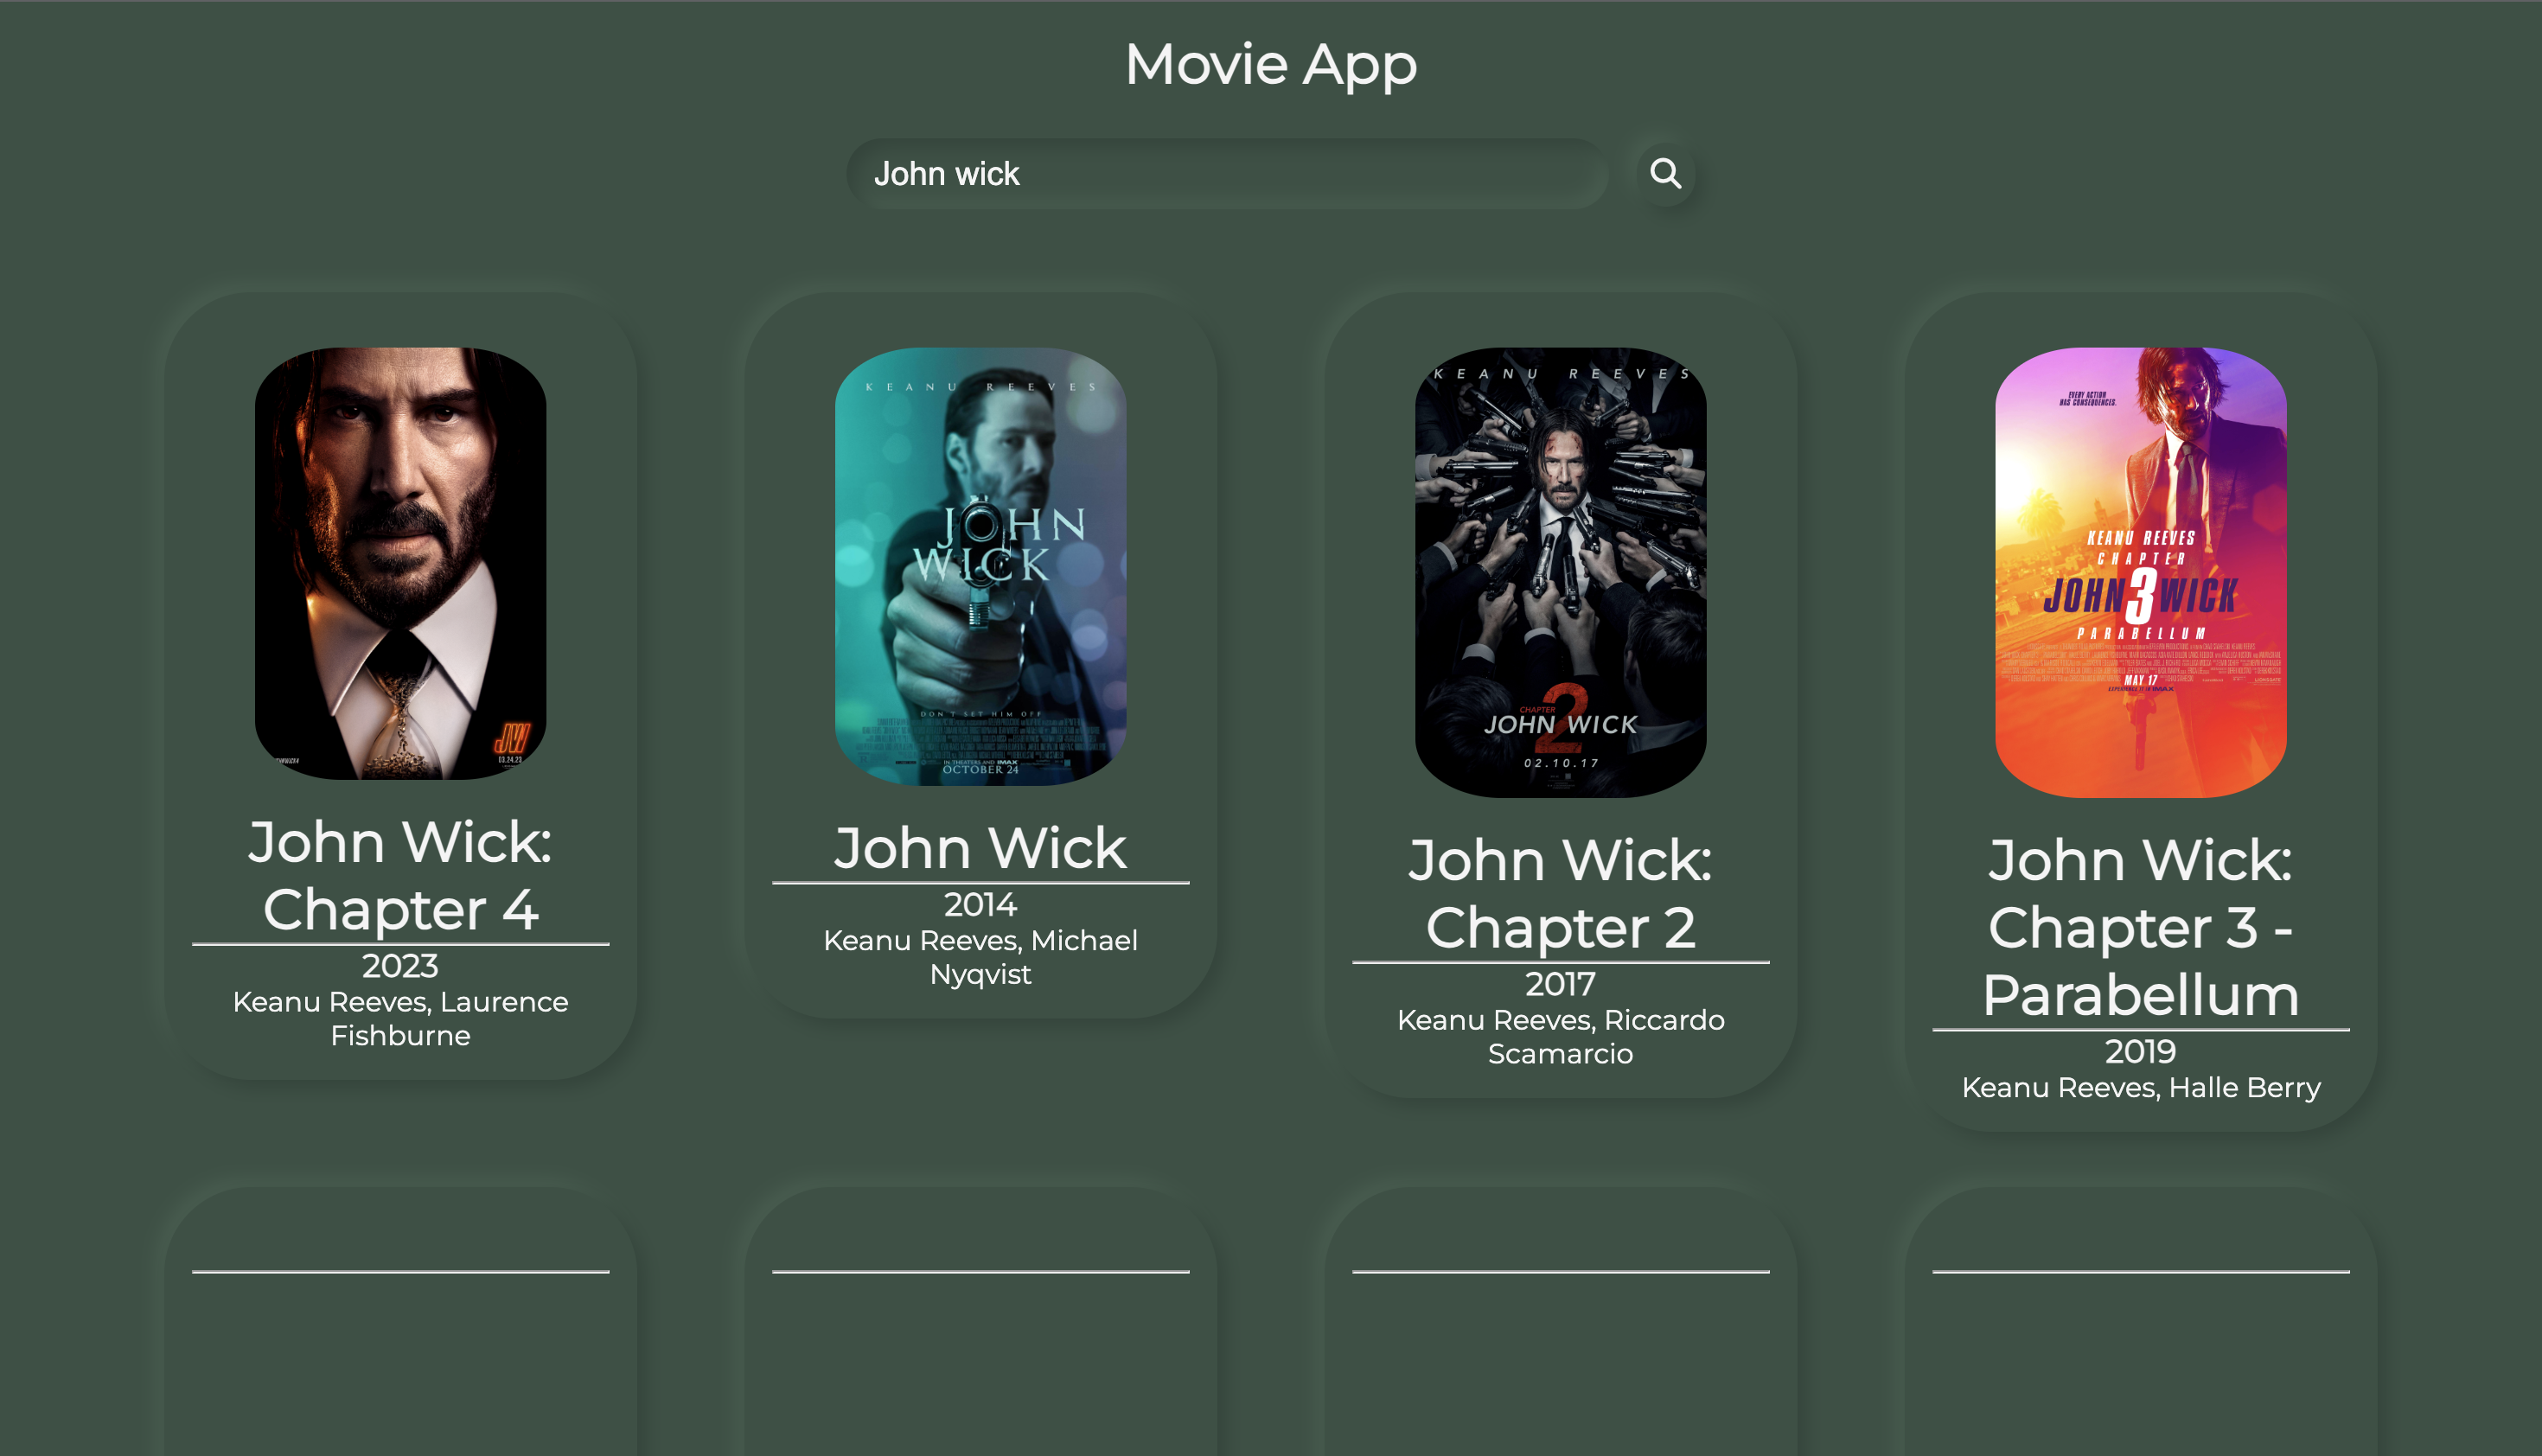 Movie App
John wick
03.24.23
KEANU REEVES
JOHN
WICK
DON'T SET HIM OFF
IN THEATERS AND IMAX
OCTOBER 24
KEANU REEVES
CHAPTER
2
JOHN WICK
02.10.17
EVERY ACTION
HAS CONSEQUENCES.
KEANU REEVES
CHAPTER
JOHN 3 WICK
PARABELLUM
MAY 17
EXPERIENCE IT IN IMAX
John Wick:
Chapter 4
2023
Keanu Reeves, Laurence
Fishburne
John Wick
2014
Keanu Reeves, Michael
Nyqvist
John Wick:
Chapter 2
2017
Keanu Reeves, Riccardo
Scamarcio
John Wick:
Chapter 3 -
Parabellum
2019
Keanu Reeves, Halle Berry